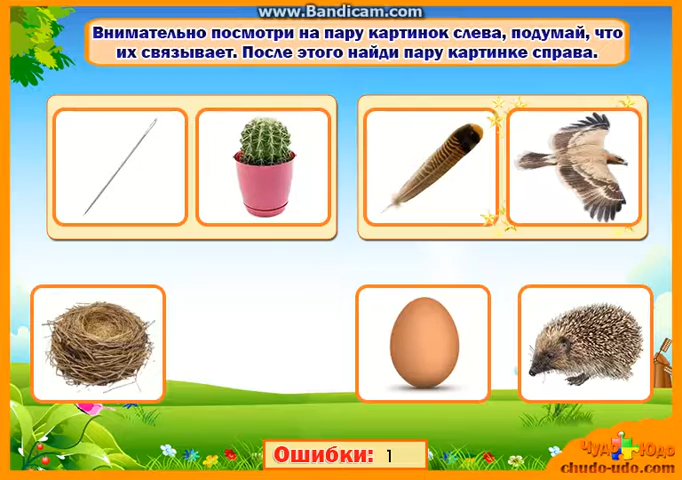 www.Bandicam.com
Внимательно посмотри на пару картинок слева, подумай, что
их связывает. После этого найди пару картинке справа.
Ошибки: 1
Чудо Юдо
chudo-udo.com